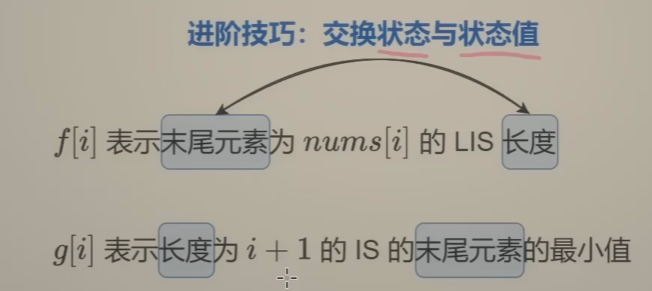 进阶技巧：交换状态与状态值
f[i] 表示末尾元素为 nums[i] 的 LIS 长度
g[i] 表示长度为 i + 1 的 IS 的末尾元素的最小值